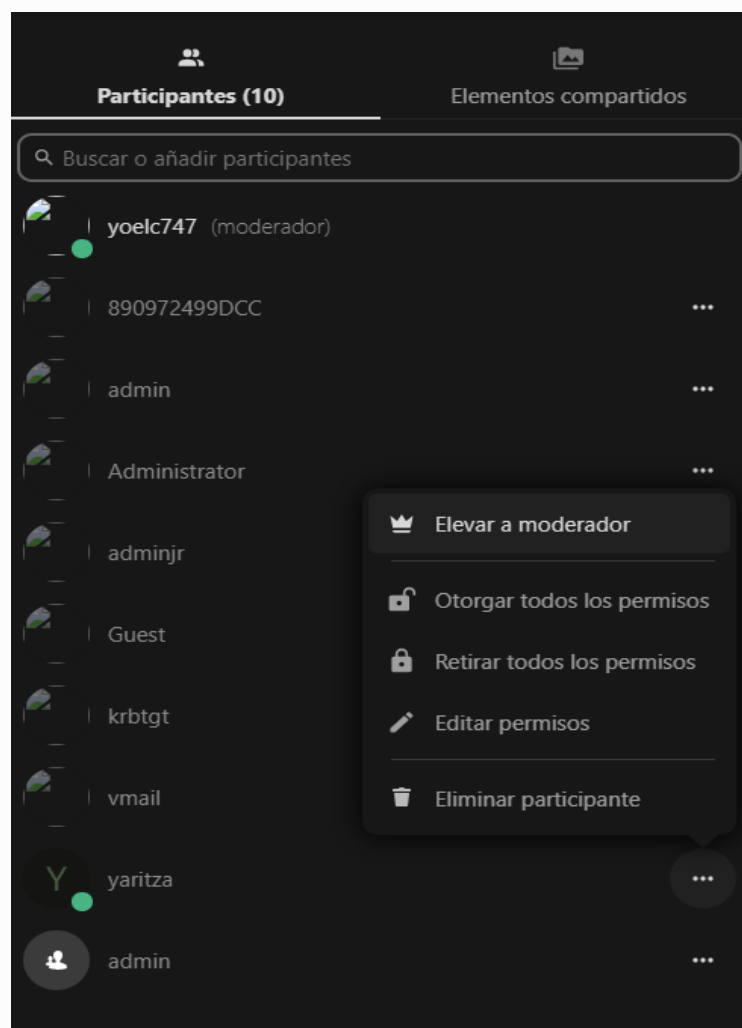 Participantes (10)
Elementos compartidos
Buscar o añadir participantes
yoelc747 (moderador)
890972499DCC
admin
Administrator
adminjr
Guest
krbtgt
vmail
Y
yaritza
admin
Elevar a moderador
Otorgar todos los permisos
Retirar todos los permisos
Editar permisos
Eliminar participante